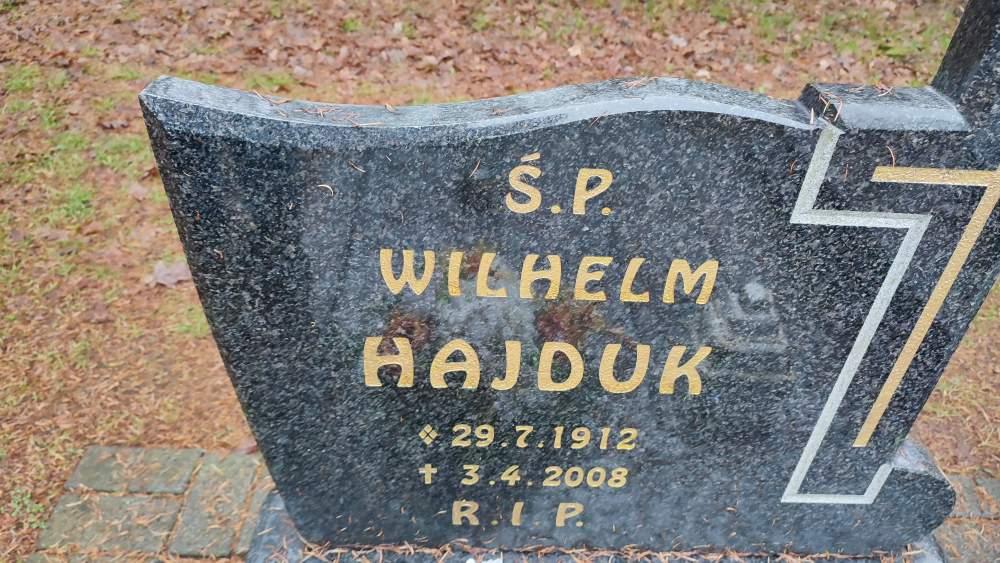 Ś.P.
WILHELM
HAJDUK
❖ 29.7.1912
✝ 3.4.2008
R.I.P.